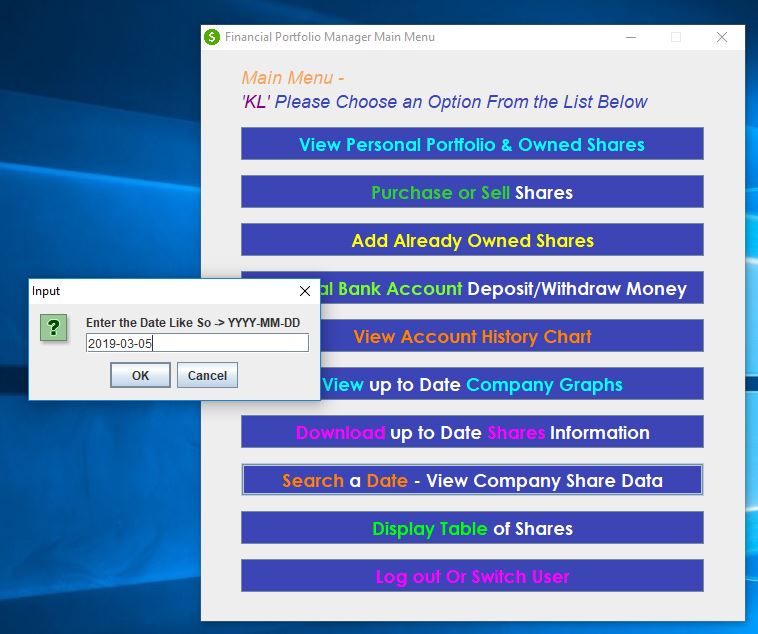 Financial Portfolio Manager Main Menu
Main Menu -
'KL' Please Choose an Option From the List Below
View Personal Portfolio & Owned Shares
Purchase or Sell Shares
Add Already Owned Shares
Bank Account Deposit/Withdraw Money
View Account History Chart
View up to Date Company Graphs
Download up to Date Shares Information
Search a Date - View Company Share Data
Display Table of Shares
Log out Or Switch User
Input
Enter the Date Like So -> YYYY-MM-DD
2019-03-05
OK Cancel